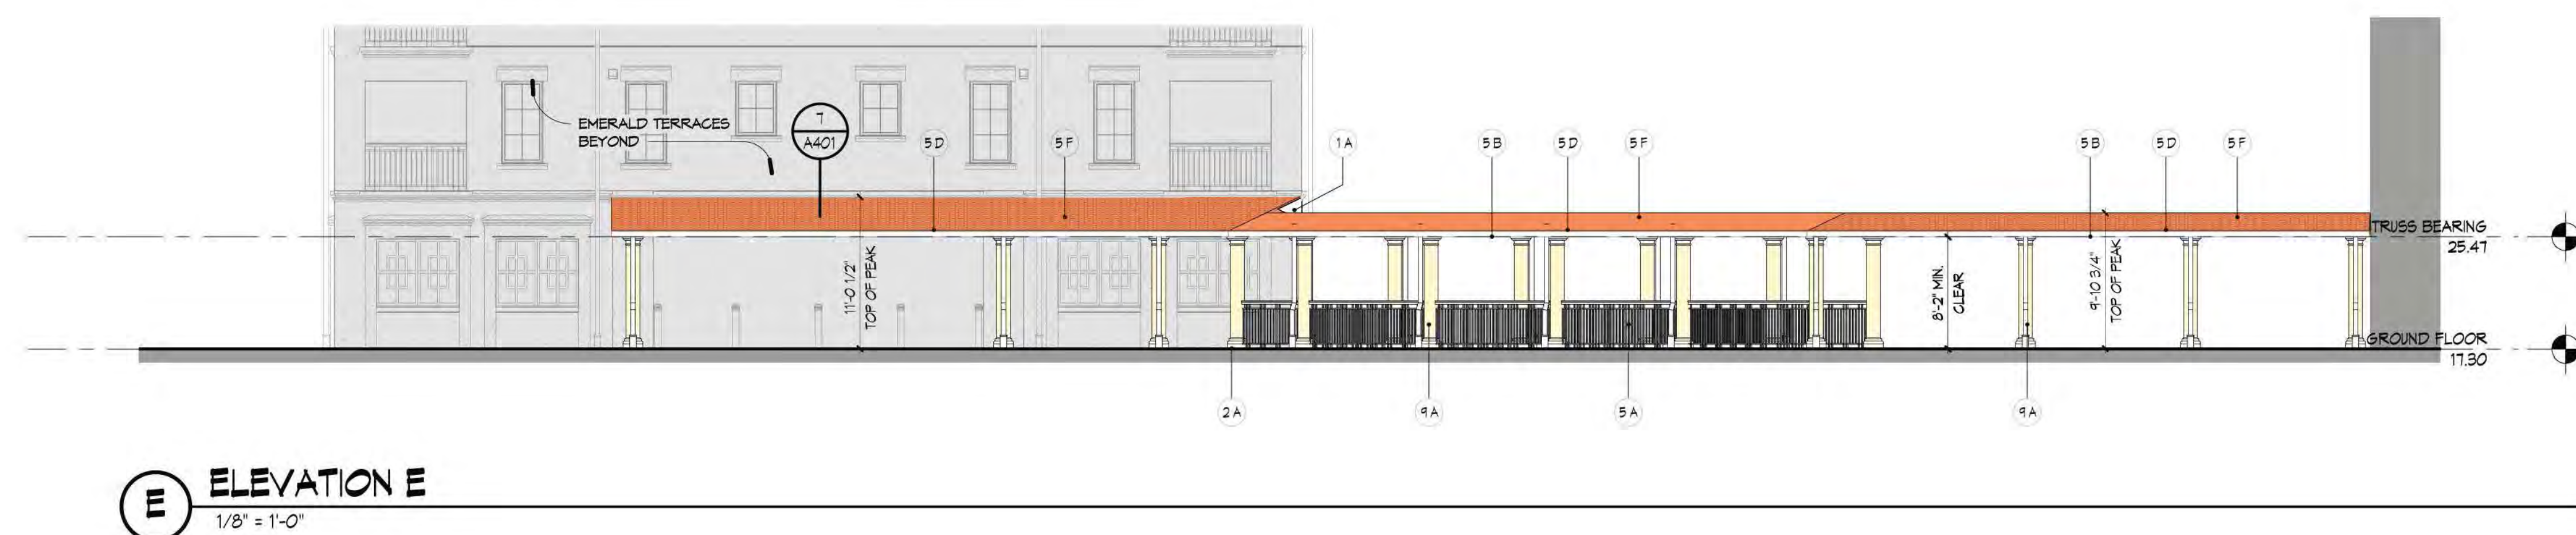 EMERALD TERRACES
BEYOND
7
A401
5D
5F
1A
5B
5D
5F
5B
5D
5F
11'-0 1/2"
TOP OF PEAK
8'-2" MIN.
CLEAR
9'-10 3/4"
TOP OF PEAK
TRUSS BEARING
25.47
GROUND FLOOR
17.30
2A
9A
5A
9A
E
ELEVATION E
1/8" = 1'-0"